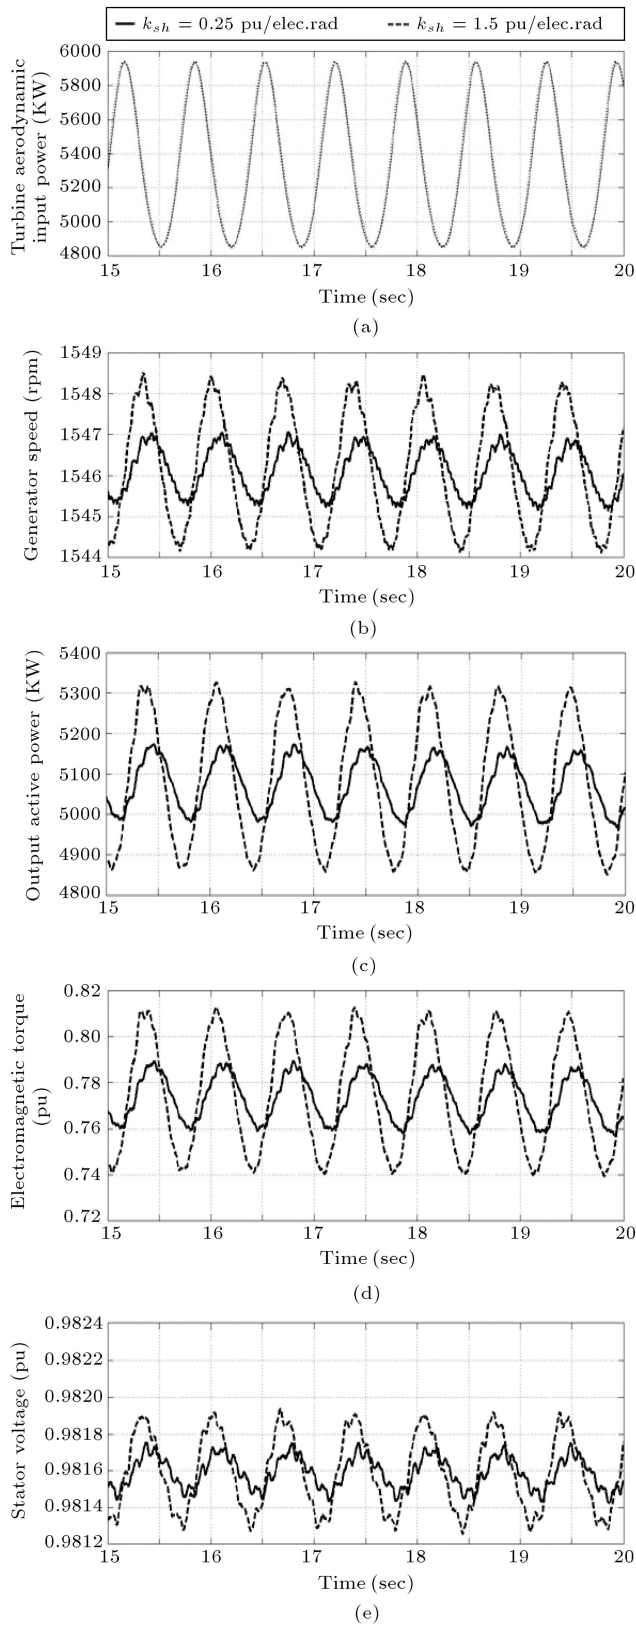 k_sh = 0.25 pu/elec.rad k_sh = 1.5 pu/elec.rad
Turbine aerodynamic
input power (KW)
6000
5800
5600
5400
5200
5000
4800
15 16 17 18 19 20
Time (sec)
(a)
Generator speed (rpm)
1549
1548
1547
1546
1545
1544
15 16 17 18 19 20
Time (sec)
(b)
Output active power (KW)
5400
5300
5200
5100
5000
4900
4800
15 16 17 18 19 20
Time (sec)
(c)
Electromagnetic torque
(pu)
0.82
0.80
0.78
0.76
0.74
0.72
15 16 17 18 19 20
Time (sec)
(d)
Stator voltage (pu)
0.9824
0.9822
0.9820
0.9818
0.9816
0.9814
0.9812
15 16 17 18 19 20
Time (sec)
(e)